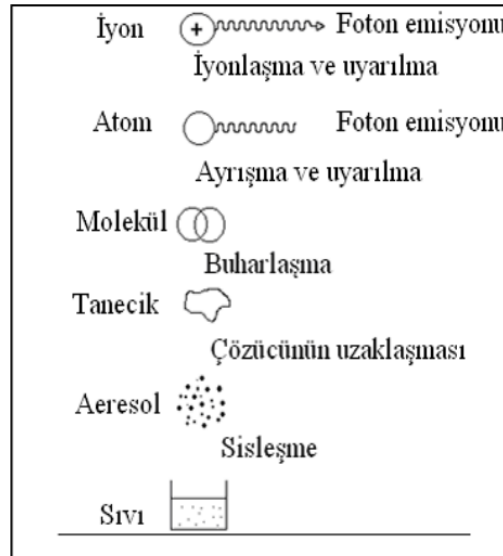 İyon + Foton emisyonu
İyonlaşma ve uyarılma
Atom Foton emisyonu
Ayrışma ve uyarılma
Molekül
Buharlaşma
Tanecik
Çözücünün uzaklaşması
Aeresol
Sisleşme
Sıvı